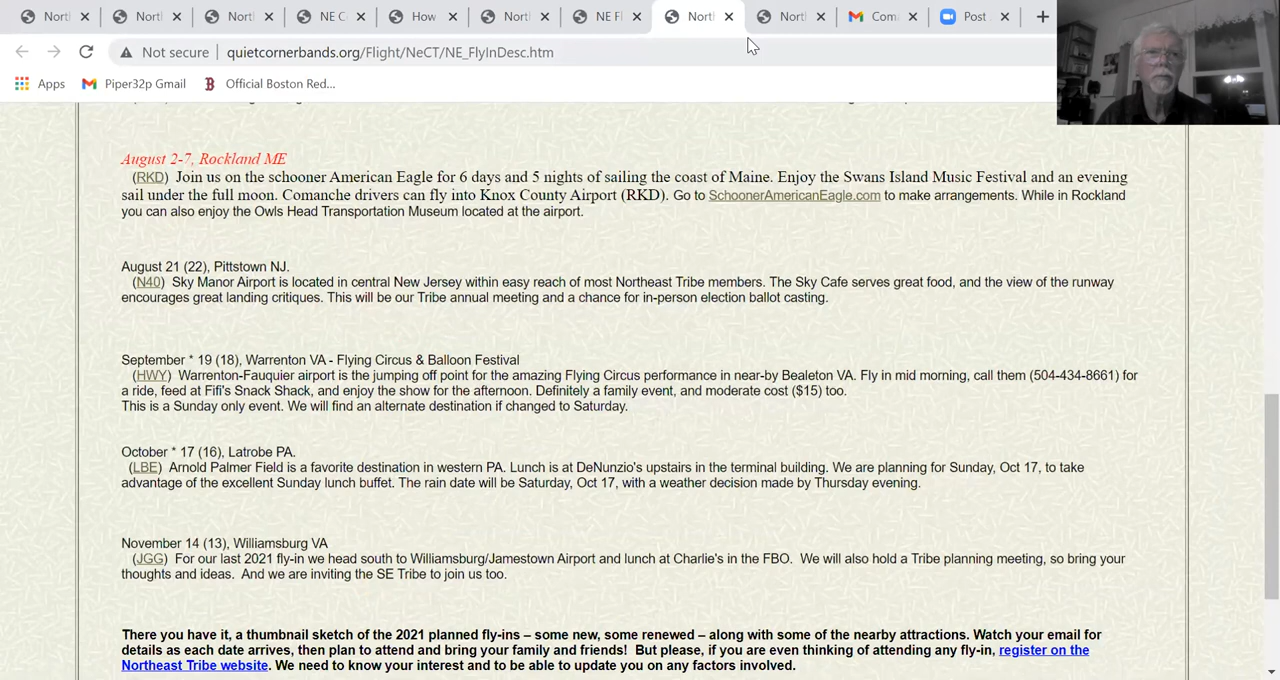 North
North
North
NE C
How
North
NE Fl
North
North
Com
Post
Not secure | quietcornerbands.org/Flight/NeCT/NE_FlyInDesc.htm
Apps Piper32p Gmail Official Boston Red...
August 2-7, Rockland ME
(RKD) Join us on the schooner American Eagle for 6 days and 5 nights of sailing the coast of Maine. Enjoy the Swans Island Music Festival and an evening
sail under the full moon. Comanche drivers can fly into Knox County Airport (RKD). Go to SchoonerAmericanEagle.com to make arrangements. While in Rockland
you can also enjoy the Owls Head Transportation Museum located at the airport.
August 21 (22), Pittstown NJ.
(N40) Sky Manor Airport is located in central New Jersey within easy reach of most Northeast Tribe members. The Sky Cafe serves great food, and the view of the runway
encourages great landing critiques. This will be our Tribe annual meeting and a chance for in-person election ballot casting.
September * 19 (18), Warrenton VA - Flying Circus & Balloon Festival
(HWY) Warrenton-Fauquier airport is the jumping off point for the amazing Flying Circus performance in near-by Bealeton VA. Fly in mid morning, call them (504-434-8661) for
a ride, feed at Fifi's Snack Shack, and enjoy the show for the afternoon. Definitely a family event, and moderate cost ($15) too.
This is a Sunday only event. We will find an alternate destination if changed to Saturday.
October * 17 (16), Latrobe PA.
(LBE) Arnold Palmer Field is a favorite destination in western PA. Lunch is at DeNunzio's upstairs in the terminal building. We are planning for Sunday, Oct 17, to take
advantage of the excellent Sunday lunch buffet. The rain date will be Saturday, Oct 17, with a weather decision made by Thursday evening.
November 14 (13), Williamsburg VA
(JGG) For our last 2021 fly-in we head south to Williamsburg/Jamestown Airport and lunch at Charlie's in the FBO. We will also hold a Tribe planning meeting, so bring your
thoughts and ideas. And we are inviting the SE Tribe to join us too.
There you have it, a thumbnail sketch of the 2021 planned fly-ins – some new, some renewed – along with some of the nearby attractions. Watch your email for
details as each date arrives, then plan to attend and bring your family and friends! But please, if you are even thinking of attending any fly-in, register on the
Northeast Tribe website. We need to know your interest and to be able to update you on any factors involved.